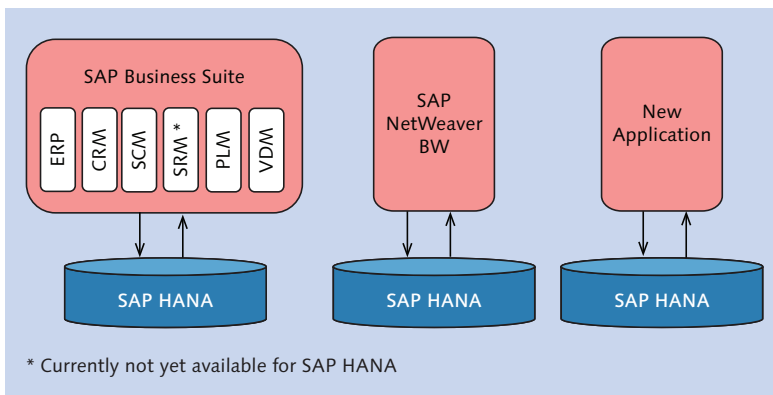 SAP Business Suite
ERP
CRM
SCM
SRM *
PLM
VDM
SAP
NetWeaver
BW
New
Application
SAP HANA
SAP HANA
SAP HANA
* Currently not yet available for SAP HANA